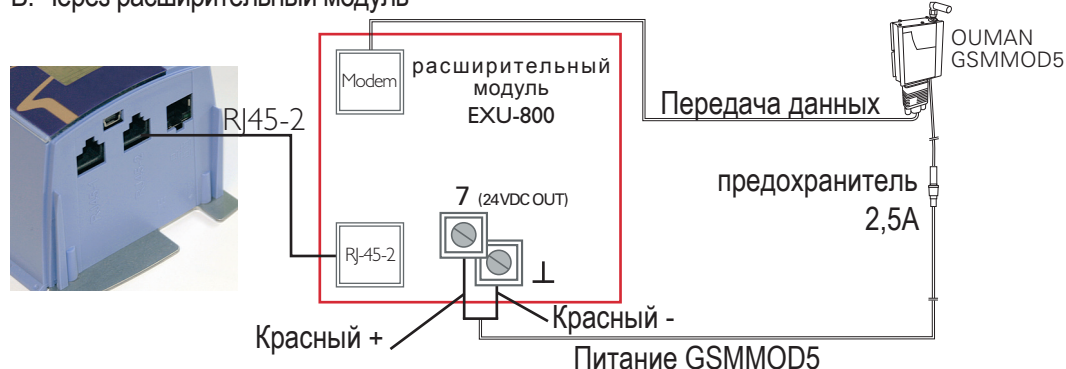 В. Через расширительный модуль
OUMAN
GSMMOD5
Modem
расширительный
модуль
EXU-800
Передача данных
RJ45-2
предохранитель
2,5A
7 (24VDC OUT)
RJ-45-2
Красный +
Красный -
Питание GSMMOD5